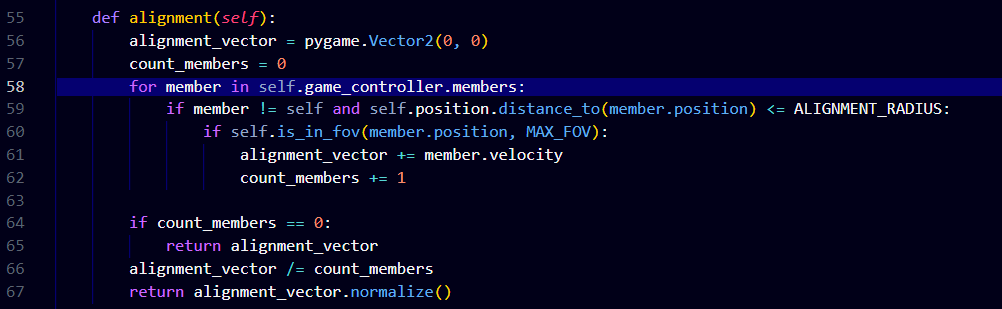 55 def alignment(self):
56 alignment_vector = pygame.Vector2(0, 0)
57 count_members = 0
58 for member in self.game_controller.members:
59 if member != self and self.position.distance_to(member.position) <= ALIGNMENT_RADIUS:
60 if self.is_in_fov(member.position, MAX_FOV):
61 alignment_vector += member.velocity
62 count_members += 1
63
64 if count_members == 0:
65 return alignment_vector
66 alignment_vector /= count_members
67 return alignment_vector.normalize()